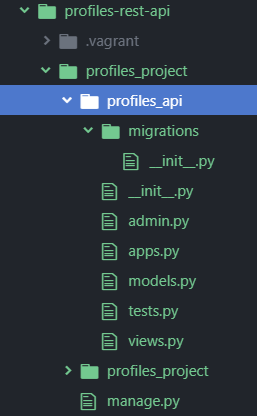 profiles-rest-api
.vagrant
profiles_project
profiles_api
migrations
__init__.py
__init__.py
admin.py
apps.py
models.py
tests.py
views.py
profiles_project
manage.py